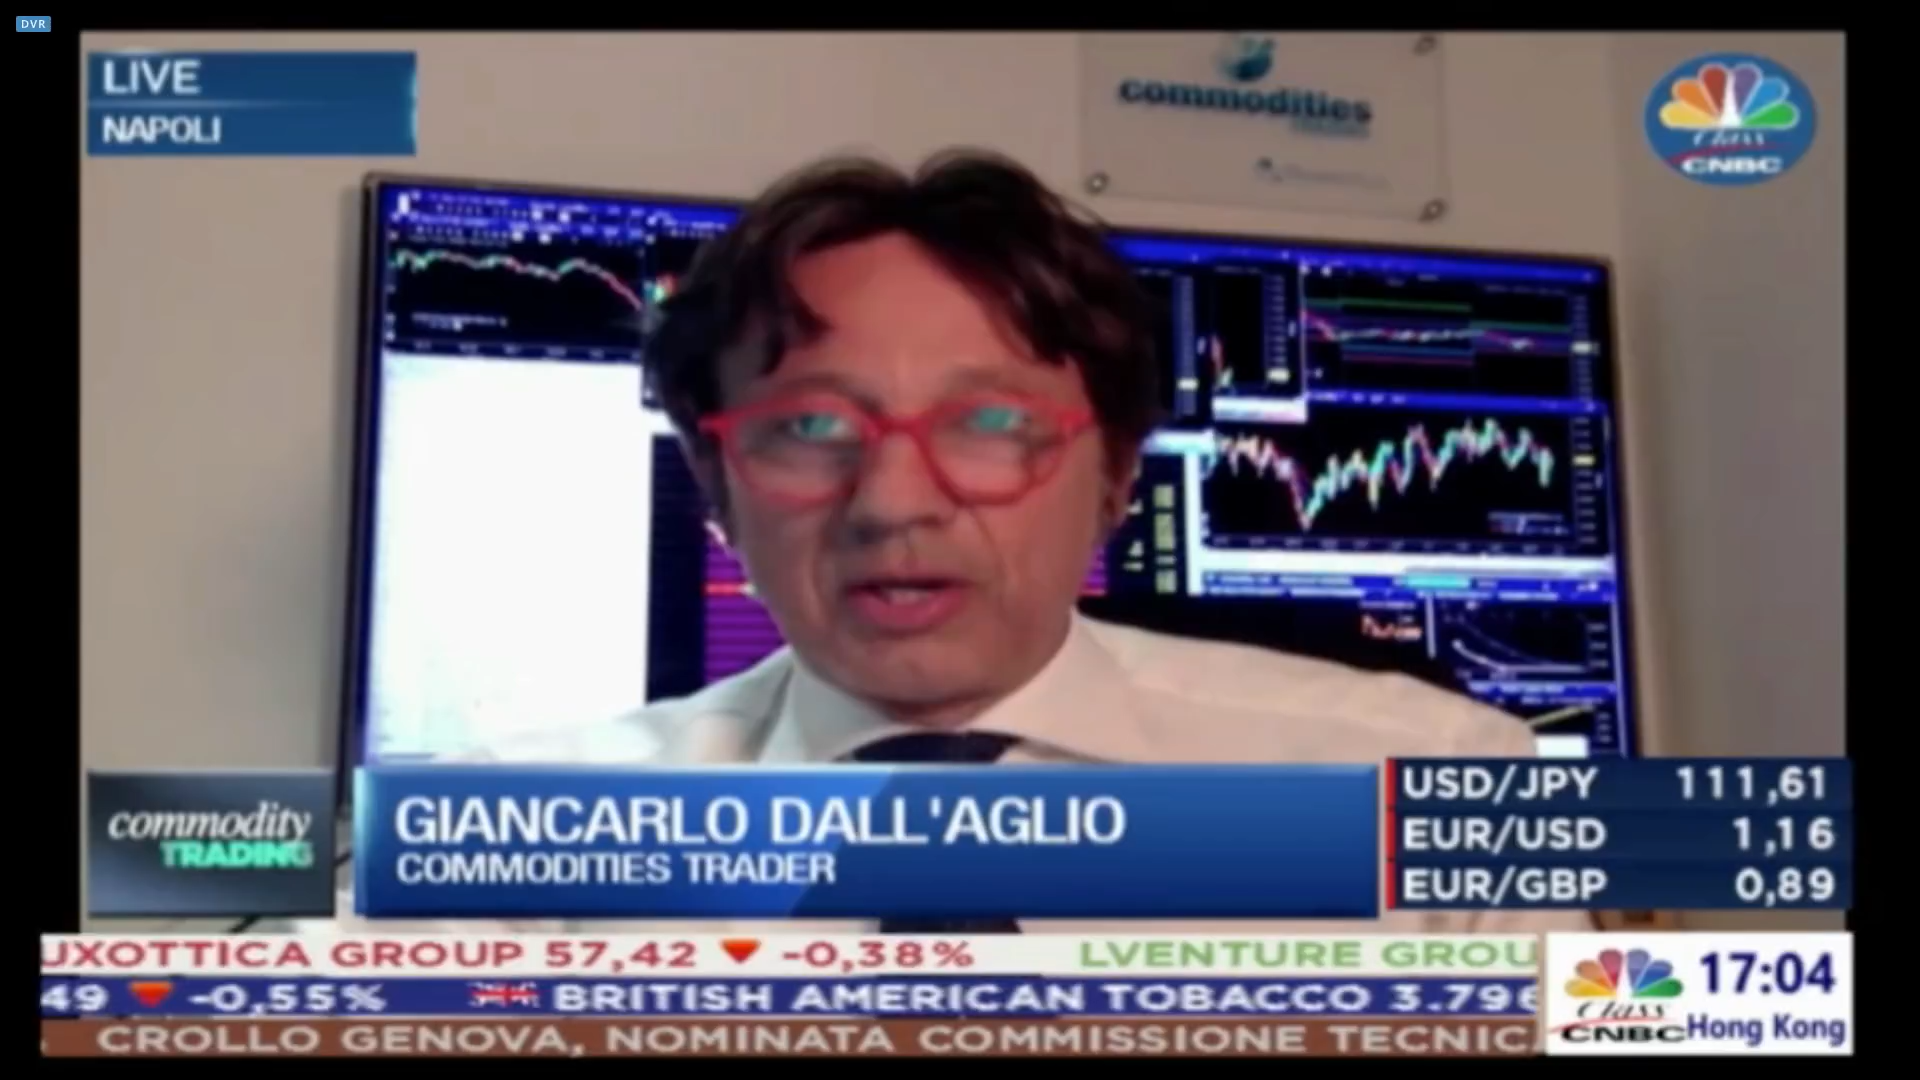 DVR
LIVE
NAPOLI
commodities
Class
CNBC
commodity
TRADING
GIANCARLO DALL'AGLIO
COMMODITIES TRADER
USD/JPY 111,61
EUR/USD 1,16
EUR/GBP 0,89
UXOTTICA GROUP 57,42 -0,38% LVENTURE GROU
49 -0,55% BRITISH AMERICAN TOBACCO 3.796
CROLLO GENOVA, NOMINATA COMMISSIONE TECNIC
17:04
Class
CNBC
Hong Kong